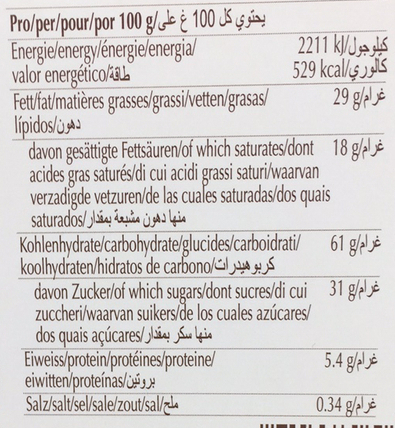 Pro/per/pour/por 100 g/يحتوي كل 100 غ على
Energie/energy/énergie/energia/ 2211 kJ/كيلوجول
valor energético/طاقة 529 kcal/كالوري
Fett/fat/matières grasses/grassi/vetten/grasas/ 29 g/غرام
lípidos/دهون
davon gesättigte Fettsäuren/of which saturates/dont 18 g/غرام
acides gras saturés/di cui acidi grassi saturi/waarvan
verzadigde vetzuren/de las cuales saturadas/dos quais
saturados/منها دهون مشبعة بمقدار
Kohlenhydrate/carbohydrate/glucides/carboidrati/ 61 g/غرام
koolhydraten/hidratos de carbono/كربوهيدرات
davon Zucker/of which sugars/dont sucres/di cui 31 g/غرام
zuccheri/waarvan suikers/de los cuales azúcares/
dos quais açúcares/منها سكر بمقدار
Eiweiss/protein/protéines/proteine/ 5.4 g/غرام
eiwitten/proteínas/بروتين
Salz/salt/sel/sale/zout/sal/ملح 0.34 g/غرام